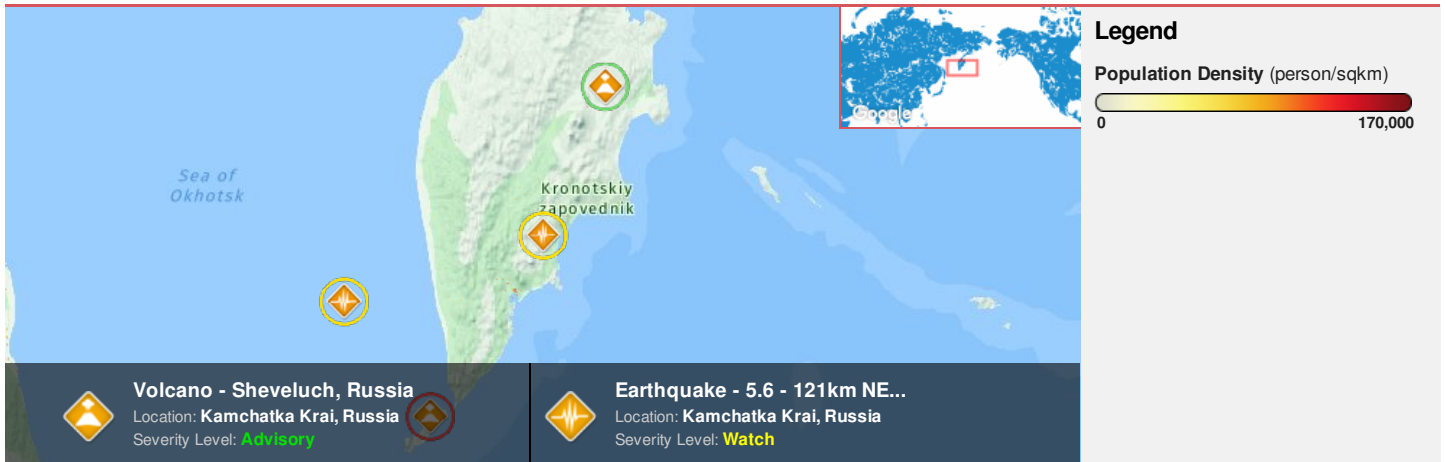 Sea of
Okhotsk
Kronotskiy
zapovednik
Google
Legend
Population Density (person/sqkm)
0
170,000
Volcano - Sheveluch, Russia
Location: Kamchatka Krai, Russia
Severity Level: Advisory
Earthquake - 5.6 - 121km NE...
Location: Kamchatka Krai, Russia
Severity Level: Watch